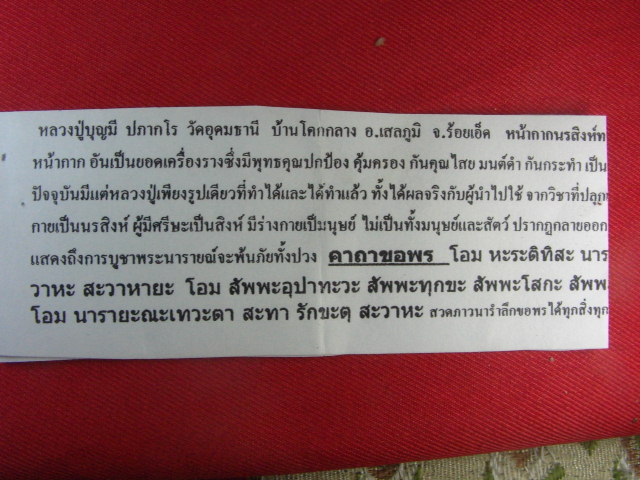 หลวงปู่บุญมี ปภากโร วัดอุดมธานี บ้านโคกกลาง อ.เสลภูมิ จ.ร้อยเอ็ด หน้ากากนรสิงห์ท
หน้ากาก อันเป็นยอดเครื่องรางซึ่งมีพุทธคุณปกป้อง คุ้มครอง กันคุณไสย มนต์ดำ กันกระทำ เป็น
ปัจจุบันมีแต่หลวงปู่เพียงรูปเดียวที่ทำได้และได้ทำแล้ว ทั้งได้ผลจริงกับผู้นำไปใช้ จากวิชาที่ปลุก
กายเป็นนรสิงห์ ผู้มีศรีษะเป็นสิงห์ มีร่างกายเป็นมนุษย์ ไม่เป็นทั้งมนุษย์และสัตว์ ปรากฏกลายออก
แสดงถึงการบูชาพระนารายณ์จะพ้นภัยทั้งปวง คาถาขอพร โอม หะระดิทิสะ นาร
วาหะ สะวาหายะ โอม สัพพะอุปาทะวะ สัพพะทุกขะ สัพพะโสกะ สัพพ
โอม นารายะณะเทวะตา สะทา รักขะตุ สะวาหะ สวดภาวนารำลึกขอพรได้ทุกสิ่งทุก